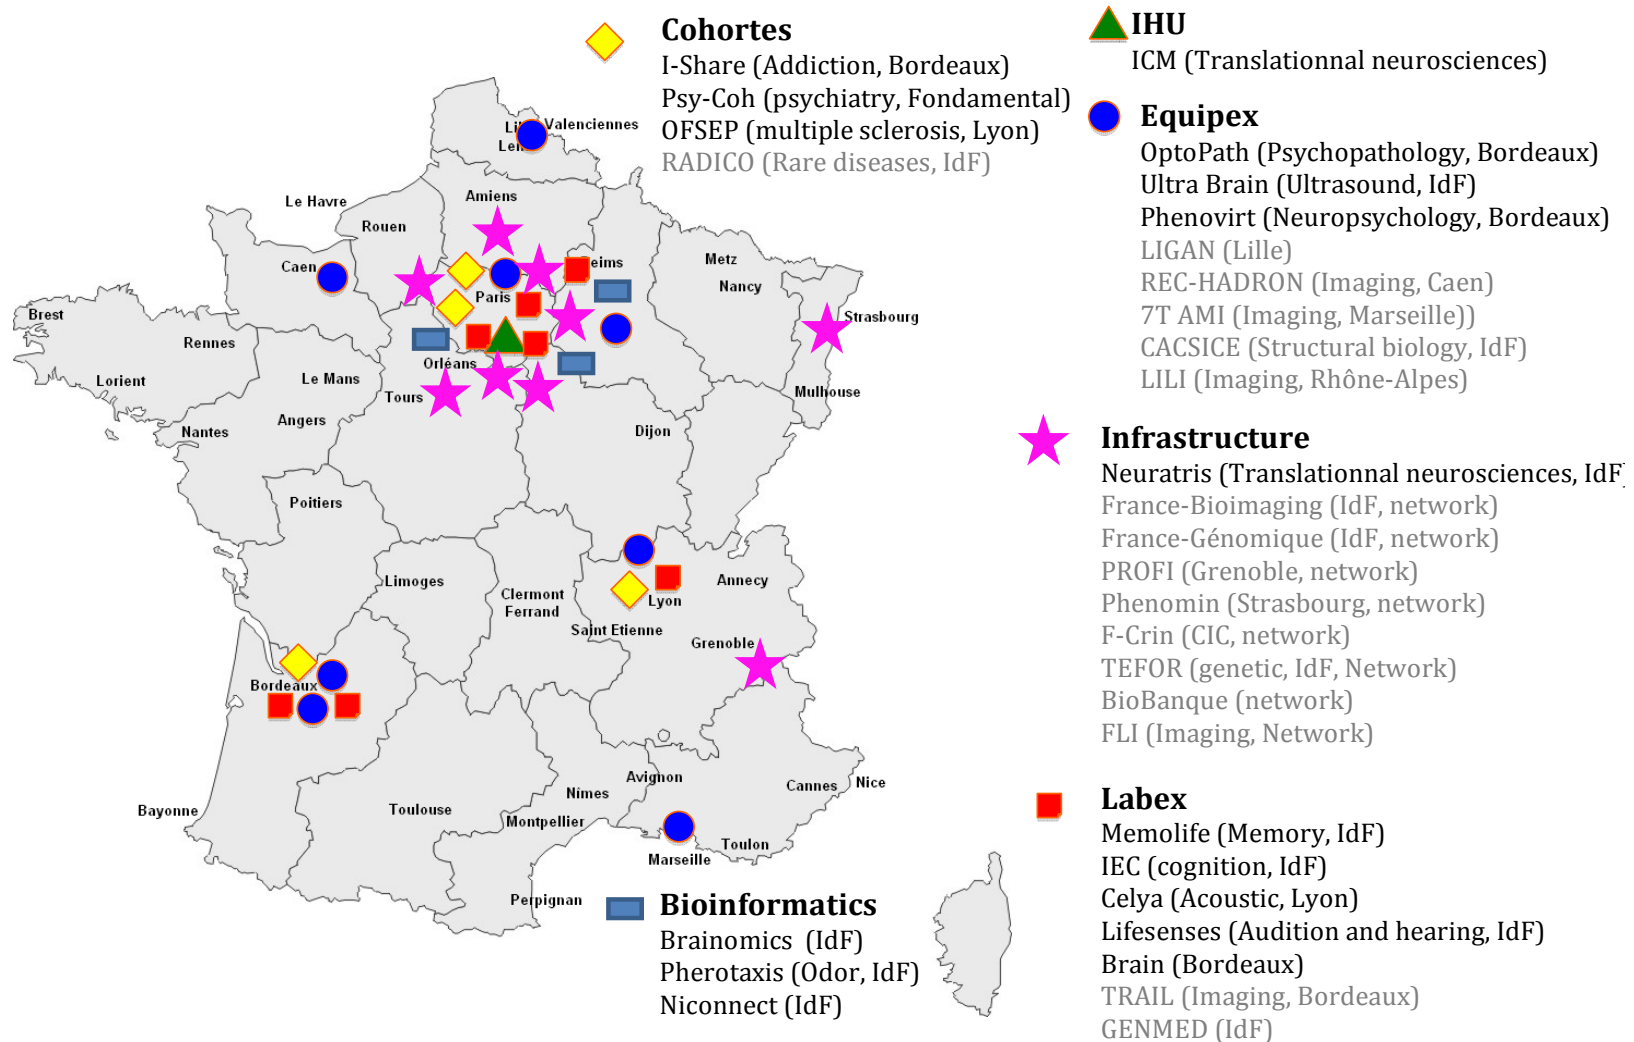 Cohortes
I-Share (Addiction, Bordeaux)
Psy-Coh (psychiatry, Fondamental)
OFSEP (multiple sclerosis, Lyon)
RADICO (Rare diseases, IdF)
IHU
ICM (Translationnal neurosciences)
Equipex
OptoPath (Psychopathology, Bordeaux)
Ultra Brain (Ultrasound, IdF)
Phenovirt (Neuropsychology, Bordeaux)
LIGAN (Lille)
REC-HADRON (Imaging, Caen)
7T AMI (Imaging, Marseille))
CACSICE (Structural biology, IdF)
LILI (Imaging, Rhône-Alpes)
Infrastructure
Neuratris (Translationnal neurosciences, IdF)
France-Bioimaging (IdF, network)
France-Génomique (IdF, network)
PROFI (Grenoble, network)
Phenomin (Strasbourg, network)
F-Crin (CIC, network)
TEFOR (genetic, IdF, Network)
BioBanque (network)
FLI (Imaging, Network)
Labex
Memolife (Memory, IdF)
IEC (cognition, IdF)
Celya (Acoustic, Lyon)
Lifesenses (Audition and hearing, IdF)
Brain (Bordeaux)
TRAIL (Imaging, Bordeaux)
GENMED (IdF)
Bioinformatics
Brainomics (IdF)
Pherotaxis (Odor, IdF)
Niconnect (IdF)
Valenciennes
Amiens
Le Havre
Rouen
Caen
Reims
Metz
Nancy
Paris
Strasbourg
Brest
Rennes
Orléans
Lorient
Le Mans
Tours
Mulhouse
Angers
Nantes
Dijon
Poitiers
Limoges
Clermont
Ferrand
Annecy
Lyon
Saint Etienne
Grenoble
Bordeaux
Avignon
Cannes
Nice
Nîmes
Bayonne
Toulouse
Montpellier
Toulon
Marseille
Perpignan